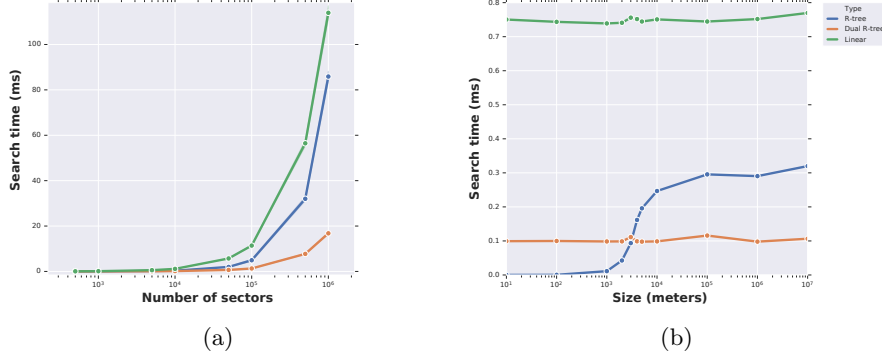 100
80
60
40
20
0
Search time (ms)
10³
10⁴
10⁵
10⁶
Number of sectors
(a)
0.8
0.7
0.6
0.5
0.4
0.3
0.2
0.1
0.0
Search time (ms)
10¹
10²
10³
10⁴
10⁵
10⁶
10⁷
Size (meters)
(b)
Type
R-tree
Dual R-tree
Linear